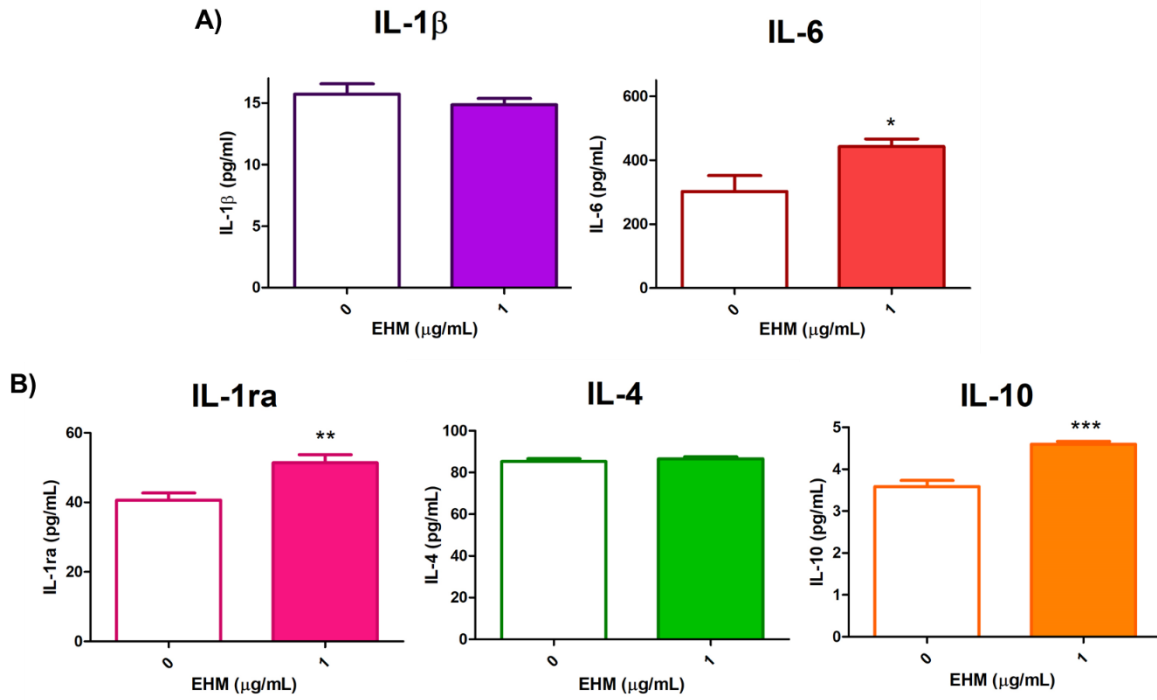 A)
IL-1β
IL-1β (pg/ml)
15
10
5
0
0
1
EHM (μg/mL)
IL-6
IL-6 (pg/mL)
600
400
200
0
*
0
1
EHM (μg/mL)
B)
IL-1ra
IL-1ra (pg/mL)
60
40
20
0
**
0
1
EHM (μg/mL)
IL-4
IL-4 (pg/mL)
100
80
60
40
20
0
0
1
EHM (μg/mL)
IL-10
IL-10 (pg/mL)
5
4
3
2
1
0
***
0
1
EHM (μg/mL)